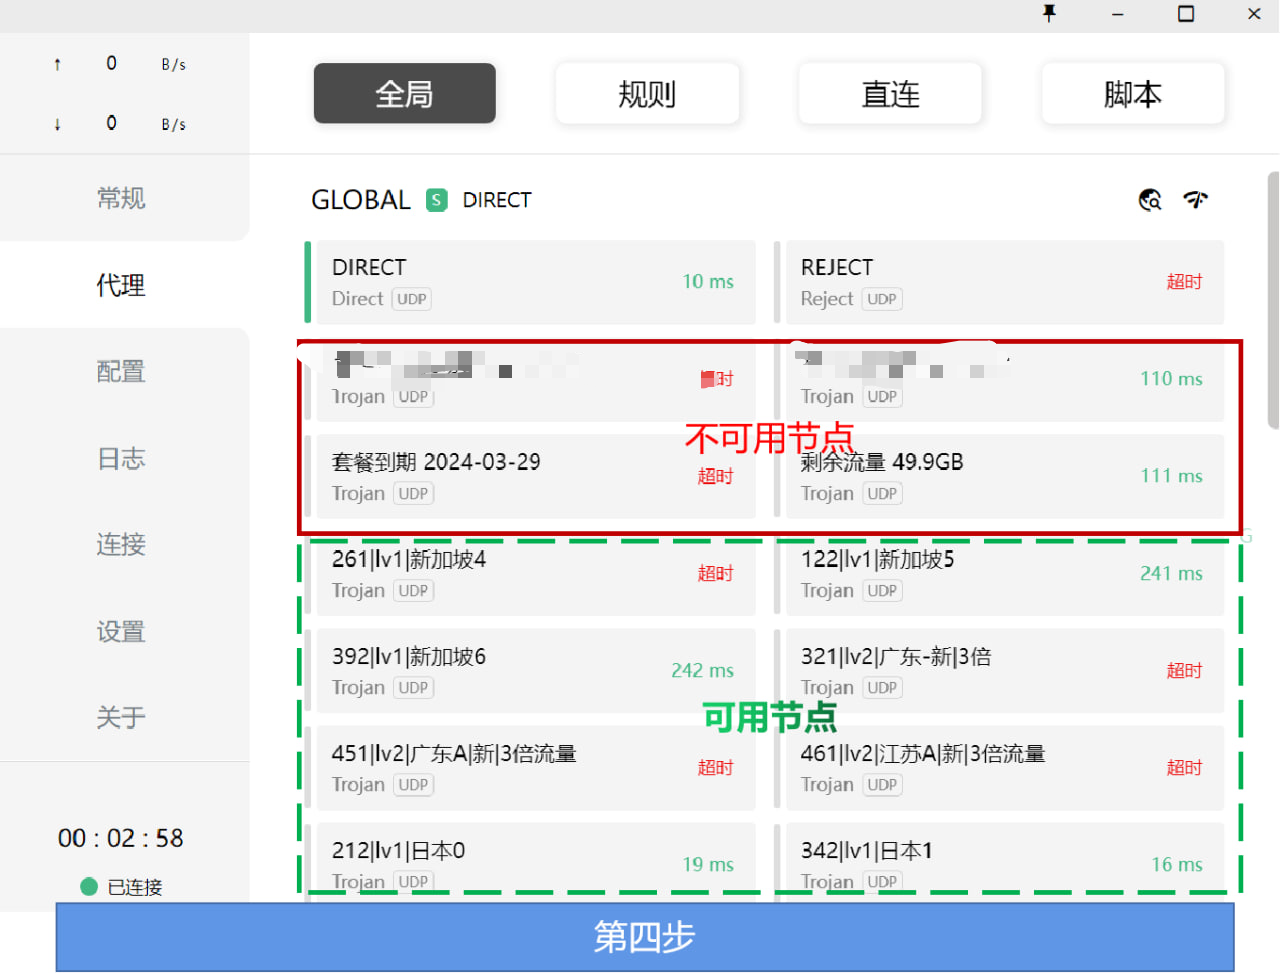 ↑ 0 B/s
↓ 0 B/s
常规
代理
配置
日志
连接
设置
关于
00 : 02 : 58
已连接
全局
规则
直连
脚本
GLOBAL S DIRECT
DIRECT
Direct UDP
10 ms
REJECT
Reject UDP
超时
Trojan UDP
时
Trojan UDP
110 ms
不可用节点
套餐到期 2024-03-29
Trojan UDP
超时
剩余流量 49.9GB
Trojan UDP
111 ms
261|lv1|新加坡4
Trojan UDP
超时
122|lv1|新加坡5
Trojan UDP
241 ms
392|lv1|新加坡6
Trojan UDP
242 ms
321|lv2|广东-新|3倍
Trojan UDP
超时
可用节点
451|lv2|广东A|新|3倍流量
Trojan UDP
超时
461|lv2|江苏A|新|3倍流量
Trojan UDP
超时
212|lv1|日本0
Trojan UDP
19 ms
342|lv1|日本1
Trojan UDP
16 ms
G
第四步